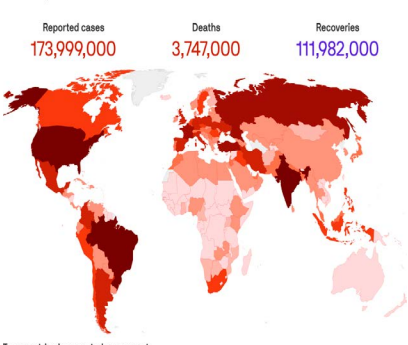 Reported cases
Deaths
Recoveries
173,999,000
3,747,000
111,982,000